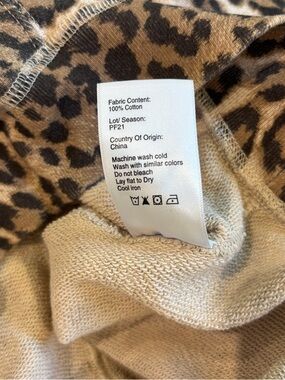 Fabric Content:
100% Cotton
Lot/ Season:
PF21
Country Of Origin:
China
Machine wash cold
Wash with similar colors
Do not bleach
Lay flat to Dry
Cool iron